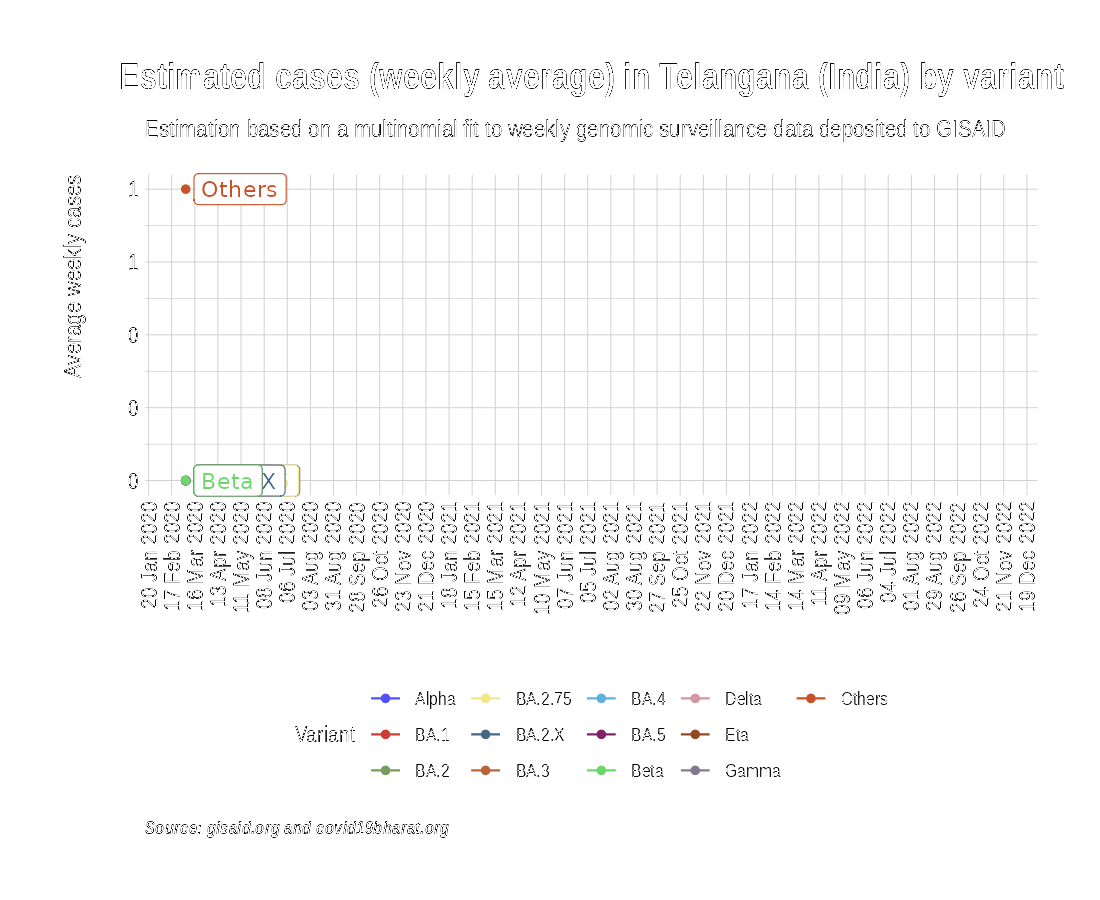 Estimated cases (weekly average) in Telangana (India) by variant
Estimation based on a multinomial fit to weekly genomic surveillance data deposited to GISAID
Average weekly cases
1
Others
1
0
0
0
Beta
X
20 Jan 2020
17 Feb 2020
16 Mar 2020
13 Apr 2020
11 May 2020
08 Jun 2020
06 Jul 2020
03 Aug 2020
31 Aug 2020
28 Sep 2020
26 Oct 2020
23 Nov 2020
21 Dec 2020
18 Jan 2021
15 Feb 2021
15 Mar 2021
12 Apr 2021
10 May 2021
07 Jun 2021
05 Jul 2021
02 Aug 2021
30 Aug 2021
27 Sep 2021
25 Oct 2021
22 Nov 2021
20 Dec 2021
17 Jan 2022
14 Feb 2022
14 Mar 2022
11 Apr 2022
09 May 2022
06 Jun 2022
04 Jul 2022
01 Aug 2022
29 Aug 2022
26 Sep 2022
24 Oct 2022
21 Nov 2022
19 Dec 2022
Variant
Alpha
BA.1
BA.2
BA.2.75
BA.2.X
BA.3
BA.4
BA.5
Beta
Delta
Eta
Gamma
Others
Source: gisaid.org and covid19bharat.org